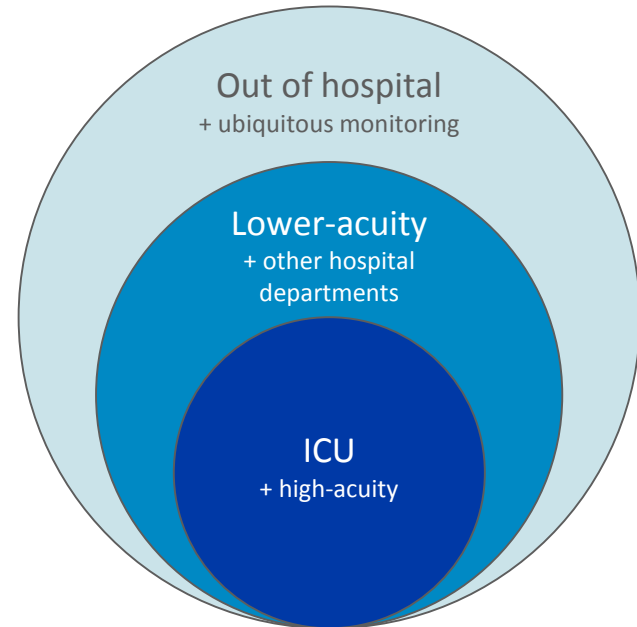 Out of hospital
+ ubiquitous monitoring
Lower-acuity
+ other hospital
departments
ICU
+ high-acuity